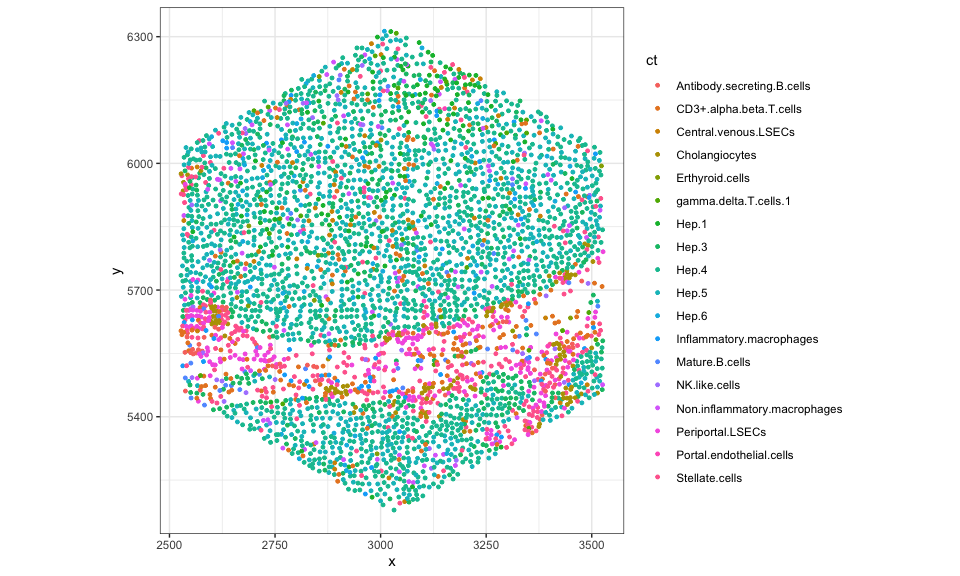 6300
6000
5700
5400
y
2500
2750
3000
3250
3500
x
ct
Antibody.secreting.B.cells
CD3+.alpha.beta.T.cells
Central.venous.LSECs
Cholangiocytes
Erthyroid.cells
gamma.delta.T.cells.1
Hep.1
Hep.3
Hep.4
Hep.5
Hep.6
Inflammatory.macrophages
Mature.B.cells
NK.like.cells
Non.inflammatory.macrophages
Periportal.LSECs
Portal.endothelial.cells
Stellate.cells